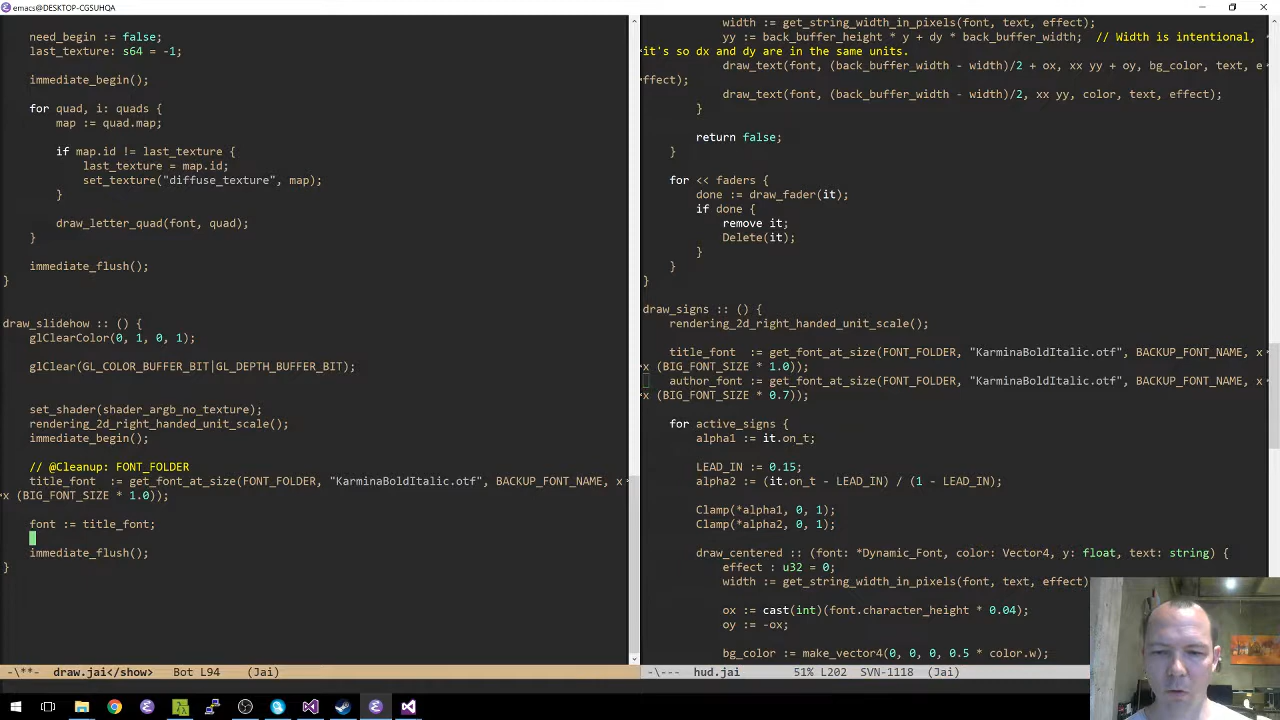 emacs@DESKTOP-CGSUHQA
need_begin := false;
last_texture: s64 = -1;
immediate_begin();
for quad, i: quads {
map := quad.map;
if map.id != last_texture {
last_texture = map.id;
set_texture("diffuse_texture", map);
}
draw_letter_quad(font, quad);
}
immediate_flush();
}
draw_slidehow :: () {
glClearColor(0, 1, 0, 1);
glClear(GL_COLOR_BUFFER_BIT|GL_DEPTH_BUFFER_BIT);
set_shader(shader_argb_no_texture);
rendering_2d_right_handed_unit_scale();
immediate_begin();
// @Cleanup: FONT_FOLDER
title_font  := get_font_at_size(FONT_FOLDER, "KarminaBoldItalic.otf", BACKUP_FONT_NAME, x
x (BIG_FONT_SIZE * 1.0));
font := title_font;
immediate_flush();
}
-\**-  draw.jai</show>   Bot L94    (Jai)
width := get_string_width_in_pixels(font, text, effect);
yy := back_buffer_height * y + dy * back_buffer_width;  // Width is intentional,
it's so dx and dy are in the same units.
draw_text(font, (back_buffer_width - width)/2 + ox, xx yy + oy, bg_color, text, e
ffect);
draw_text(font, (back_buffer_width - width)/2, xx yy, color, text, effect);
}
return false;
}
for << faders {
done := draw_fader(it);
if done {
remove it;
Delete(it);
}
}
}
draw_signs :: () {
rendering_2d_right_handed_unit_scale();
title_font  := get_font_at_size(FONT_FOLDER, "KarminaBoldItalic.otf", BACKUP_FONT_NAME, x
x (BIG_FONT_SIZE * 1.0));
author_font := get_font_at_size(FONT_FOLDER, "KarminaBoldItalic.otf", BACKUP_FONT_NAME, x
x (BIG_FONT_SIZE * 0.7));
for active_signs {
alpha1 := it.on_t;
LEAD_IN := 0.15;
alpha2 := (it.on_t - LEAD_IN) / (1 - LEAD_IN);
Clamp(*alpha1, 0, 1);
Clamp(*alpha2, 0, 1);
draw_centered :: (font: *Dynamic_Font, color: Vector4, y: float, text: string) {
effect : u32 = 0;
width := get_string_width_in_pixels(font, text, effect)
ox := cast(int)(font.character_height * 0.04);
oy := -ox;
bg_color := make_vector4(0, 0, 0, 0.5 * color.w);
-\---  hud.jai        51% L202  SVN-1118  (Jai)